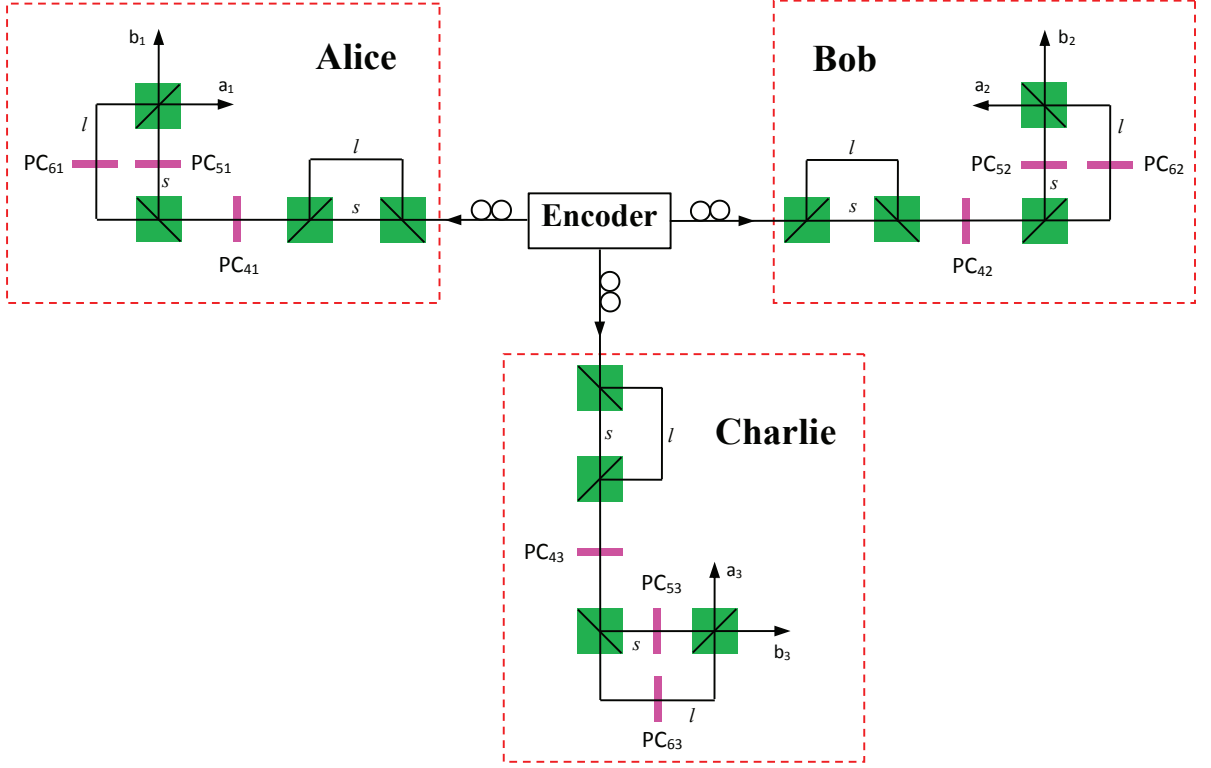 Alice
b₁
a₁
l
PC₆₁
PC₅₁
s
l
s
PC₄₁
Encoder
Bob
b₂
a₂
l
PC₅₂
PC₆₂
s
l
s
PC₄₂
Charlie
s
l
PC₄₃
PC₅₃
a₃
s
b₃
l
PC₆₃